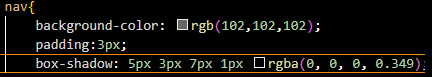 nav{
background-color: rgb(102,102,102);
padding:3px;
box-shadow: 5px 3px 7px 1px rgba(0, 0, 0, 0.349);